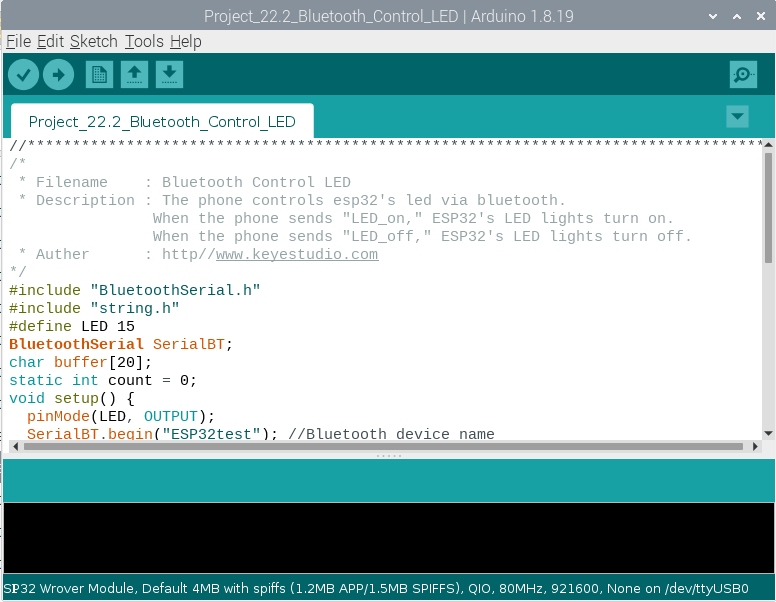 Project_22.2_Bluetooth_Control_LED | Arduino 1.8.19
File Edit Sketch Tools Help
Project_22.2_Bluetooth_Control_LED
//**********************************************************************************
/*
 * Filename    : Bluetooth Control LED
 * Description : The phone controls esp32's led via bluetooth.
                When the phone sends "LED_on," ESP32's LED lights turn on.
                When the phone sends "LED_off," ESP32's LED lights turn off.
 * Auther      : http//www.keyestudio.com
*/
#include "BluetoothSerial.h"
#include "string.h"
#define LED 15
BluetoothSerial SerialBT;
char buffer[20];
static int count = 0;
void setup() {
  pinMode(LED, OUTPUT);
  SerialBT.begin("ESP32test"); //Bluetooth device name
SP32 Wrover Module, Default 4MB with spiffs (1.2MB APP/1.5MB SPIFFS), QIO, 80MHz, 921600, None on /dev/ttyUSB0